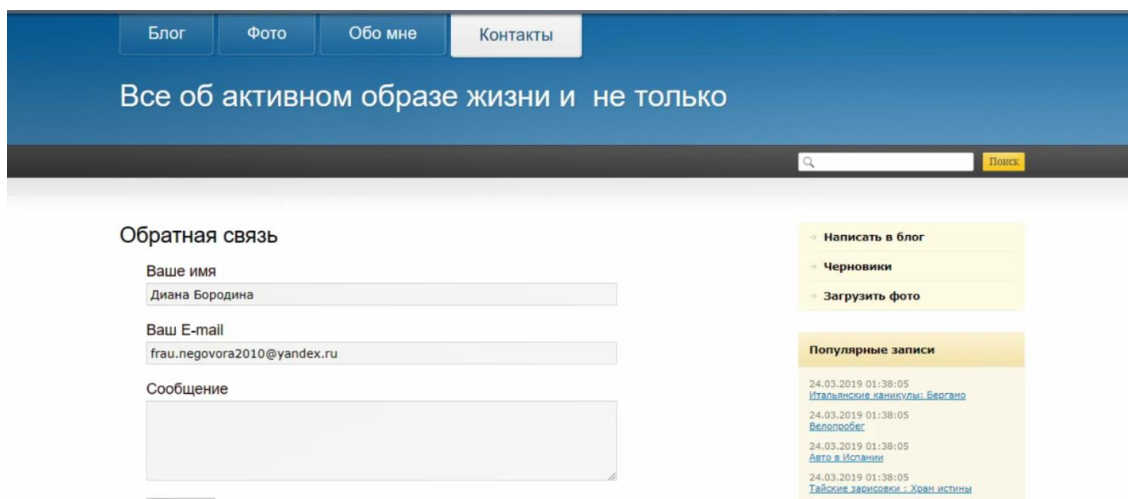 Блог Фото Обо мне Контакты
Все об активном образе жизни и не только
Поиск
Обратная связь
Ваше имя
Диана Бородина
Ваш E-mail
frau.negovora2010@yandex.ru
Сообщение
Написать в блог
Черновики
Загрузить фото
Популярные записи
24.03.2019 01:38:05
Итальянские каникулы: Бергамо
24.03.2019 01:38:05
Велопробег
24.03.2019 01:38:05
Авто в Испании
24.03.2019 01:38:05
Тайские зарисовки : Храм истины